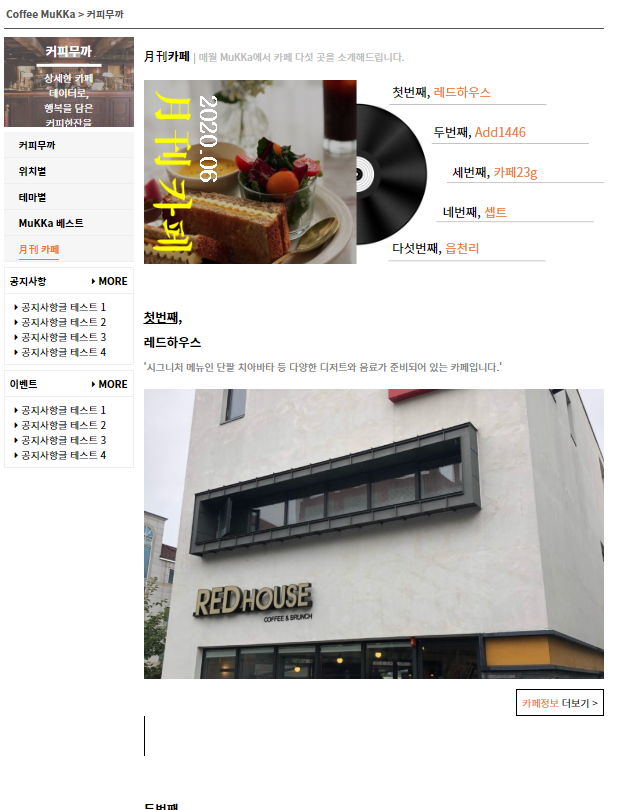 Coffee MuKKa > 커피무까
커피무까
상세한 카페
데이터로,
행복을 담은
커피한잔을
커피무까
위치별
테마별
MuKKa 베스트
月刊 카페
공지사항
MORE
공지사항글 테스트 1
공지사항글 테스트 2
공지사항글 테스트 3
공지사항글 테스트 4
이벤트
MORE
공지사항글 테스트 1
공지사항글 테스트 2
공지사항글 테스트 3
공지사항글 테스트 4
月刊카페 | 매월 MuKKa에서 카페 다섯 곳을 소개해드립니다.
2020.06
月刊 카페
첫번째, 레드하우스
두번째, Add1446
세번째, 카페23g
네번째, 셉트
다섯번째, 읍천리
첫번째,
레드하우스
'시그니처 메뉴인 단팥 치아바타 등 다양한 디저트와 음료가 준비되어 있는 카페입니다.'
RED HOUSE
COFFEE & BRUNCH
카페정보 더보기 >
두번째